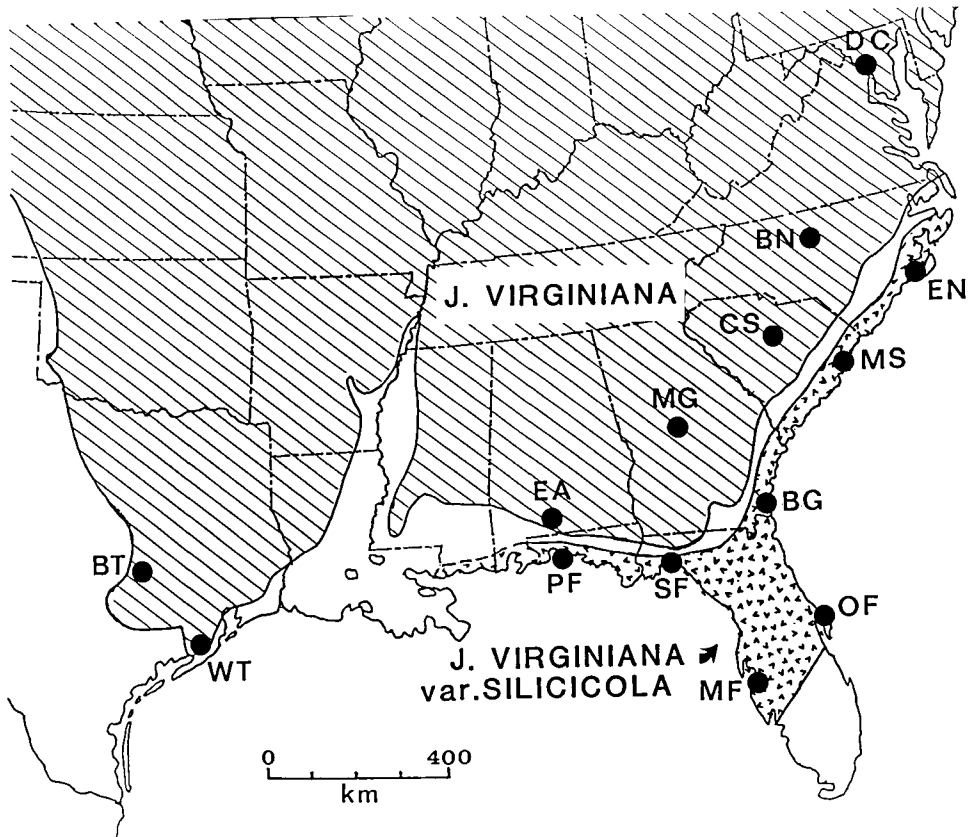 DC
BN
EN
J. VIRGINIANA
CS
MS
MG
EA
BG
BT
PF
SF
OF
WT
J. VIRGINIANA
var.SILICICOLA
MF
0 400
km